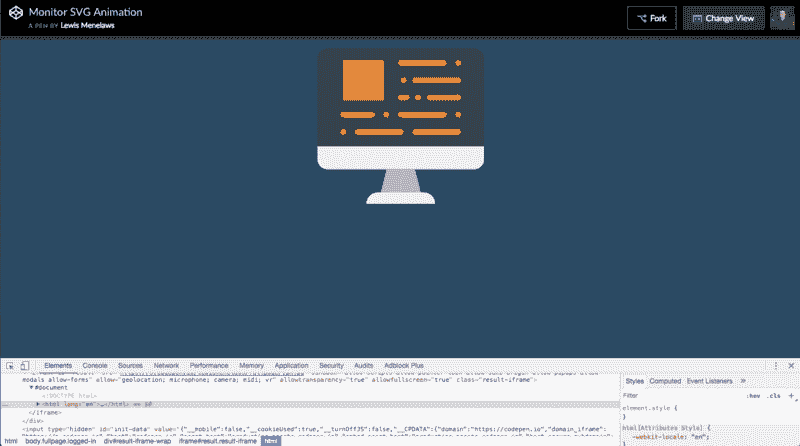 Monitor SVG Animation
A PEN BY Lewis Menelaws
Fork
Change View
Elements Console Sources Network Performance Memory Application Security Audits Adblock Plus
modals allow-forms" allow="geolocation; microphone; camera; midi; vr" allowtransparency="true" allowfullscreen="true" class="result-iframe">
▼#document
<!DOCTYPE html>
▶<html lang="en">…</html> == $0
</iframe>
</div>
<input type="hidden" id="init-data" value="{"__mobile":false,"__cookieUsed":true,"__turnOffJS":false,"__CPDATA":{"domain":"https://codepen.io","domain_iframe":
html body.fullpage.logged-in div#result-iframe-wrap iframe#result.result-iframe html
Styles Computed Event Listeners »
Filter :hov .cls +
element.style {
}
html[Attributes Style] {
-webkit-locale: "en";
}